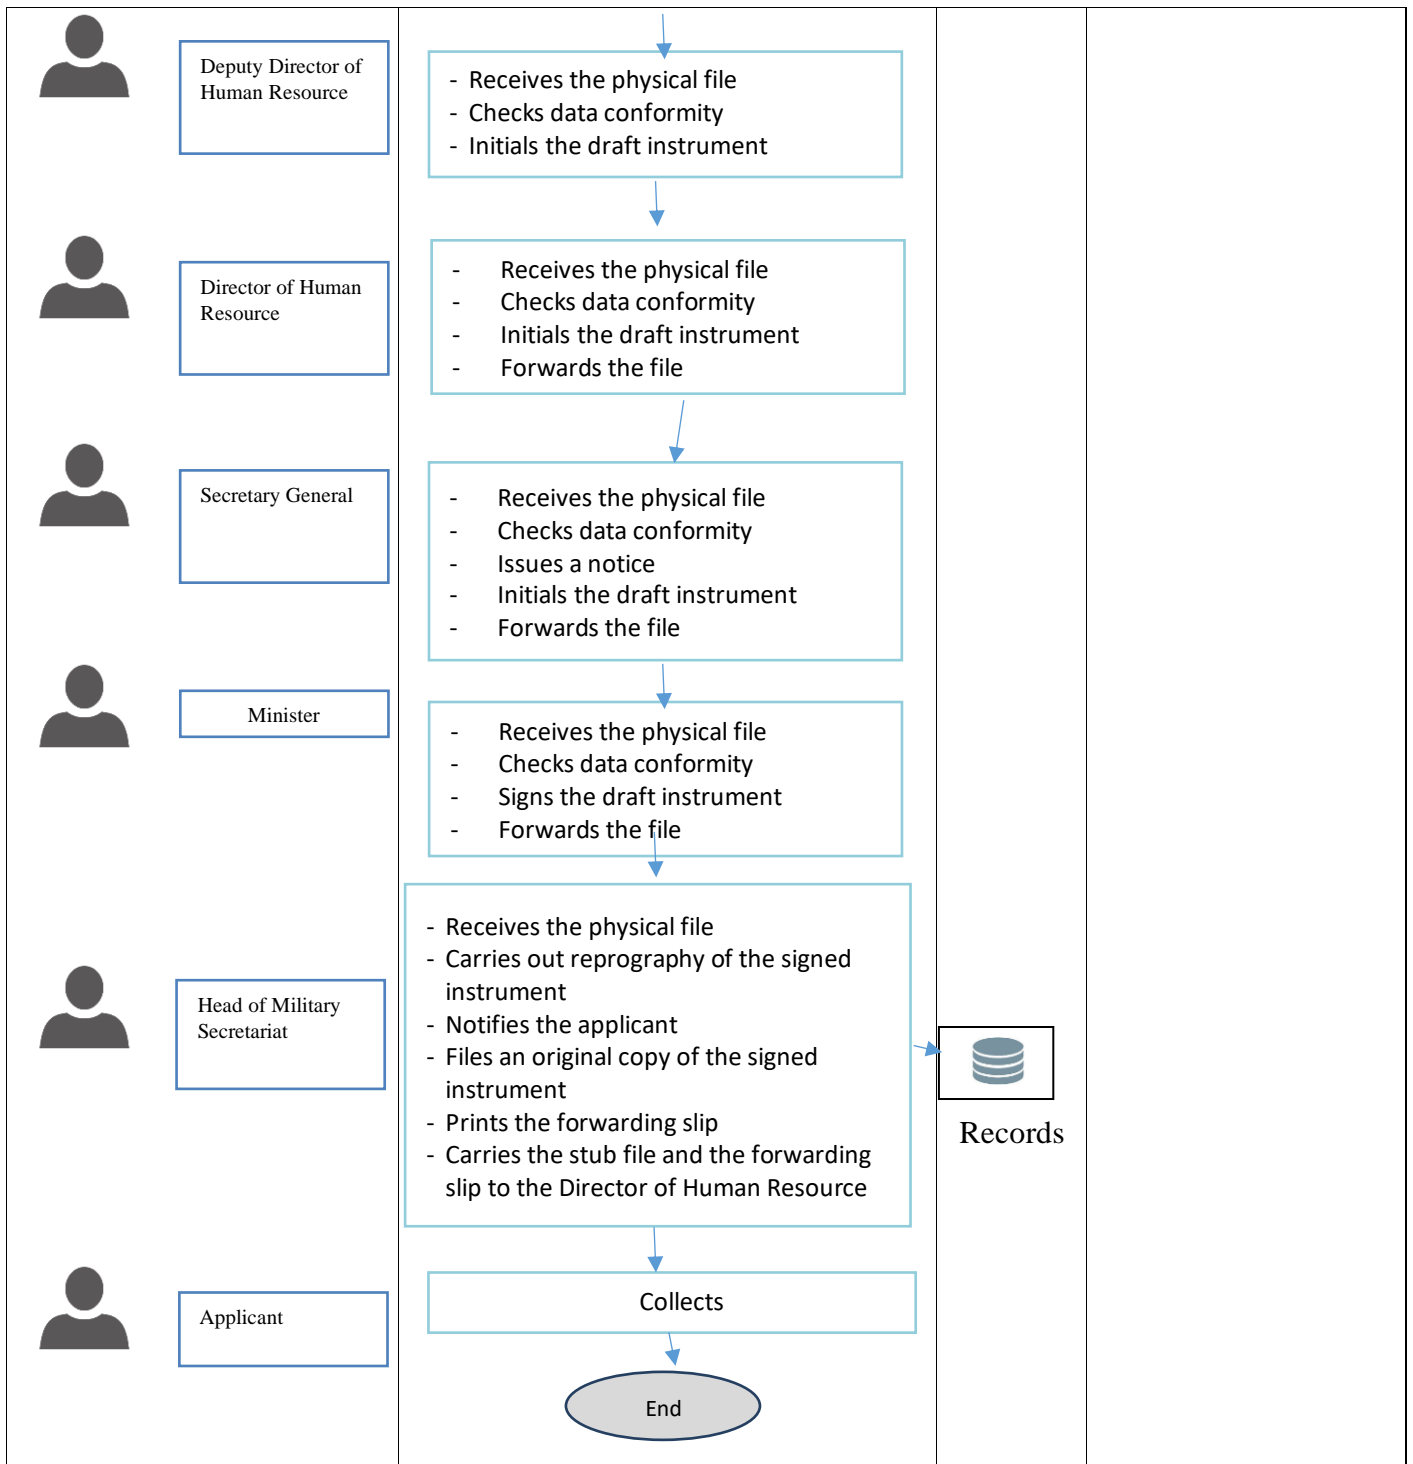 Deputy Director of
Human Resource
- Receives the physical file
- Checks data conformity
- Initials the draft instrument
Director of Human
Resource
- Receives the physical file
- Checks data conformity
- Initials the draft instrument
- Forwards the file
Secretary General
- Receives the physical file
- Checks data conformity
- Issues a notice
- Initials the draft instrument
- Forwards the file
Minister
- Receives the physical file
- Checks data conformity
- Signs the draft instrument
- Forwards the file
Head of Military
Secretariat
- Receives the physical file
- Carries out reprography of the signed
instrument
- Notifies the applicant
- Files an original copy of the signed
instrument
- Prints the forwarding slip
- Carries the stub file and the forwarding
slip to the Director of Human Resource
Records
Applicant
Collects
End